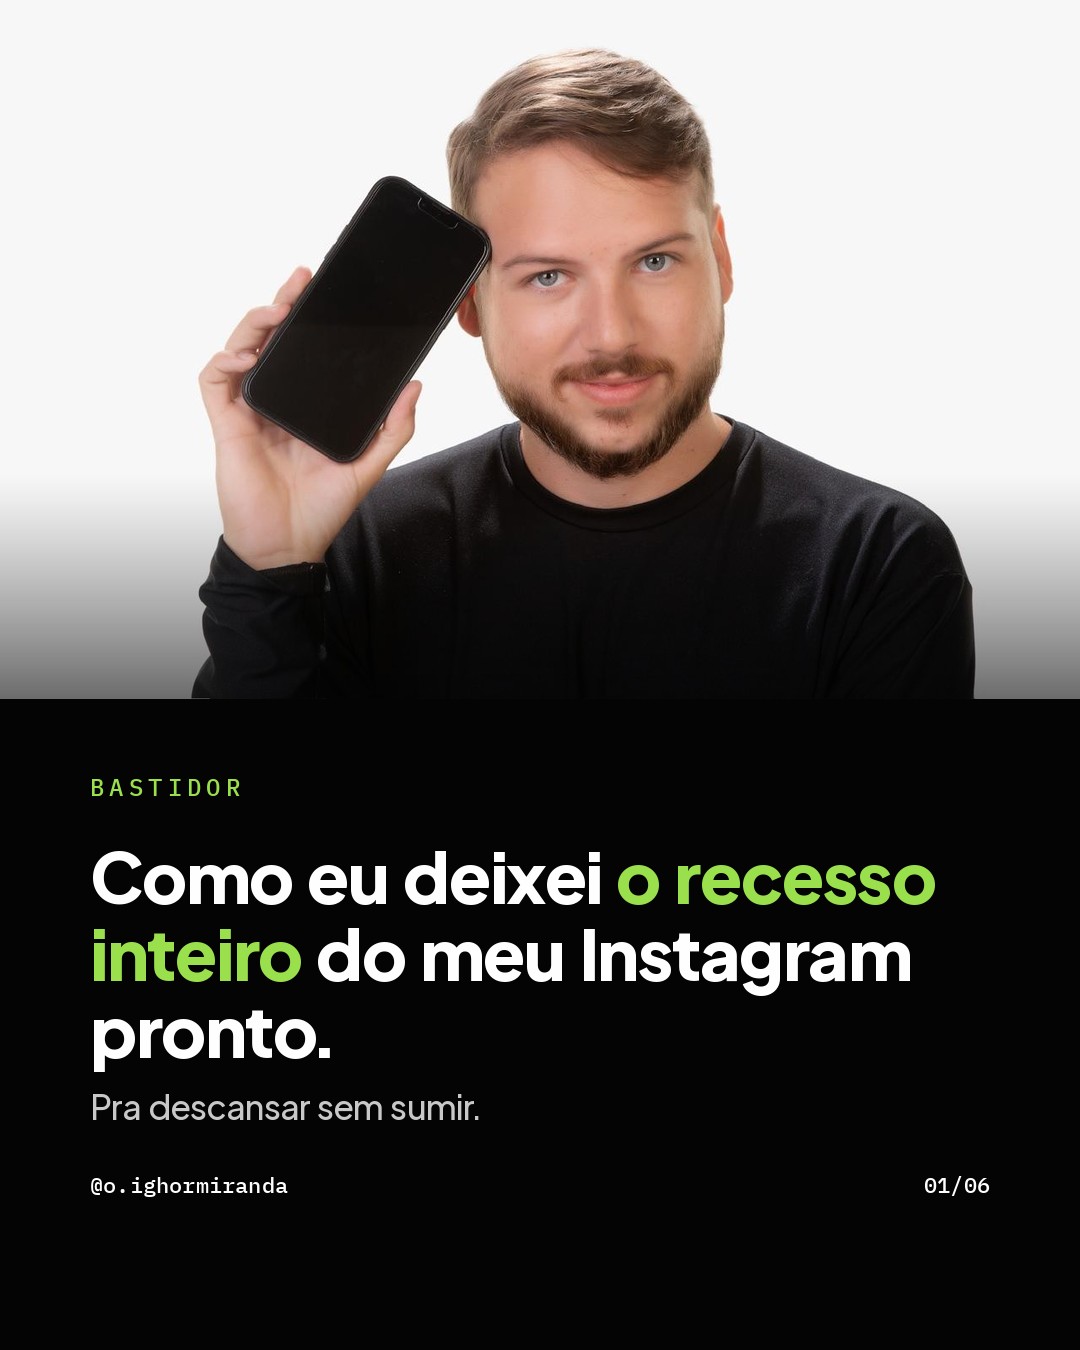 BASTIDOR
Como eu deixei o recesso
inteiro do meu Instagram
pronto.
Pra descansar sem sumir.
@o.ighormiranda
01/06